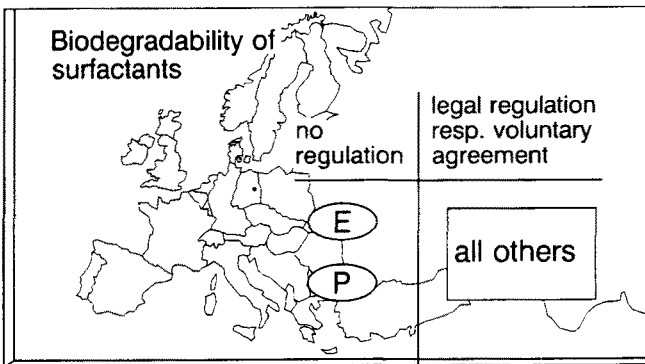 Biodegradability of
surfactants
no
regulation
legal regulation
resp. voluntary
agreement
E
P
all others